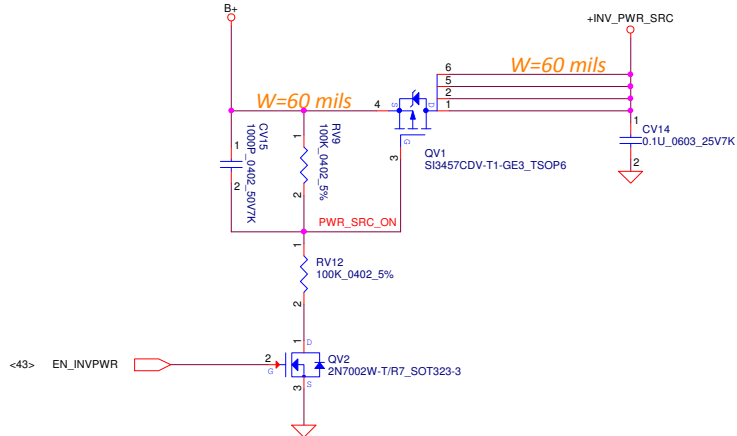 B+
+INV_PWR_SRC
W=60 mils
W=60 mils
6
5
2
1
4
S
D
G
3
QV1
SI3457CDV-T1-GE3_TSOP6
1
CV14
0.1U_0603_25V7K
2
1
CV15
1000P_0402_50V7K
2
1
RV9
100K_0402_5%
2
PWR_SRC_ON
1
RV12
100K_0402_5%
2
1
D
<43>
EN_INVPWR
2
G
QV2
2N7002W-T/R7_SOT323-3
3
S